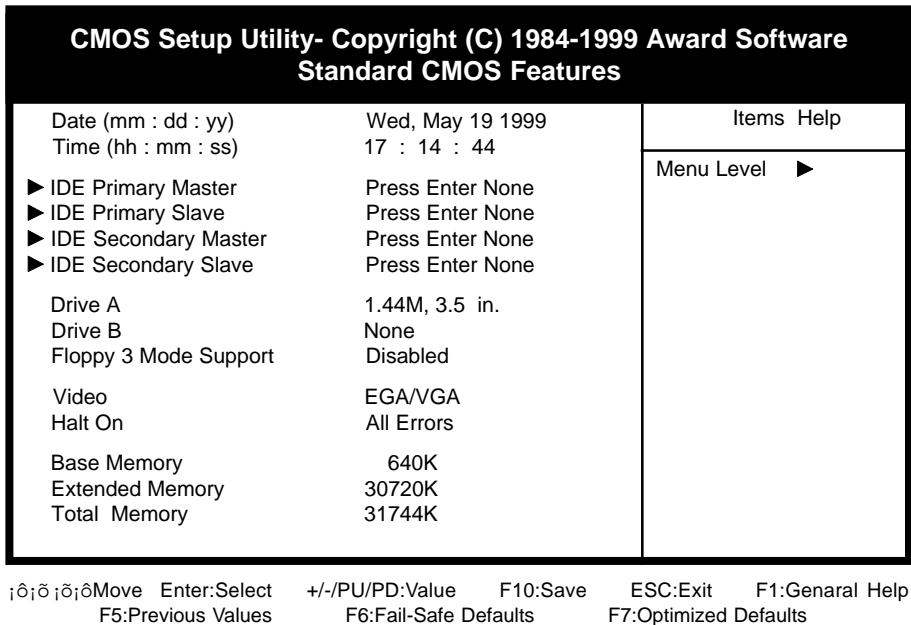 CMOS Setup Utility- Copyright (C) 1984-1999 Award Software
Standard CMOS Features
Date (mm : dd : yy) Wed, May 19 1999
Time (hh : mm : ss) 17 : 14 : 44
▶ IDE Primary Master Press Enter None
▶ IDE Primary Slave Press Enter None
▶ IDE Secondary Master Press Enter None
▶ IDE Secondary Slave Press Enter None
Drive A 1.44M, 3.5 in.
Drive B None
Floppy 3 Mode Support Disabled
Video EGA/VGA
Halt On All Errors
Base Memory 640K
Extended Memory 30720K
Total Memory 31744K
Items Help
Menu Level ▶
¡ô¡õ¡õ¡ôMove Enter:Select +/-/PU/PD:Value F10:Save ESC:Exit F1:Genaral Help
F5:Previous Values F6:Fail-Safe Defaults F7:Optimized Defaults